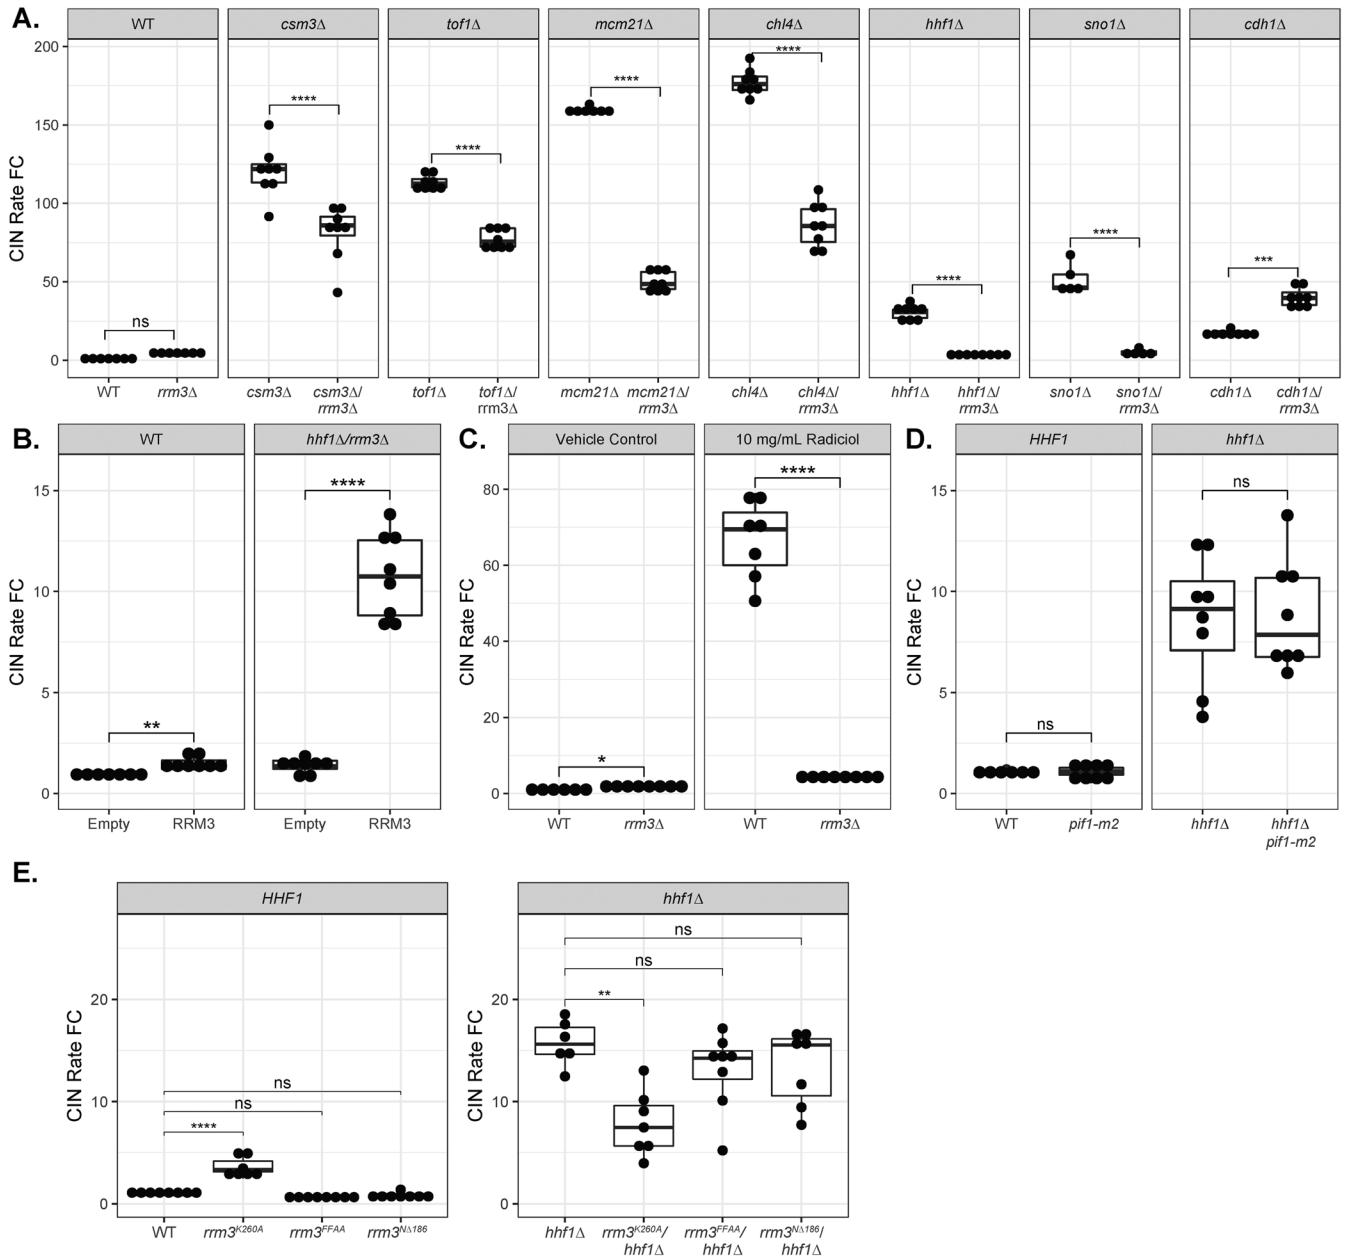 A.
WT
csm3Δ
tof1Δ
mcm21Δ
chl4Δ
hhf1Δ
sno1Δ
cdh1Δ
CIN Rate FC
200
150
100
50
0
ns
****
****
****
****
****
****
***
WT
rrm3Δ
csm3Δ
csm3Δ/
rrm3Δ
tof1Δ
tof1Δ/
rrm3Δ
mcm21Δ
mcm21Δ/
rrm3Δ
chl4Δ
chl4Δ/
rrm3Δ
hhf1Δ
hhf1Δ/
rrm3Δ
sno1Δ
sno1Δ/
rrm3Δ
cdh1Δ
cdh1Δ/
rrm3Δ
B.
WT
hhf1Δ/rrm3Δ
CIN Rate FC
15
10
5
0
**
****
Empty
RRM3
Empty
RRM3
C.
Vehicle Control
10 mg/mL Radiciol
CIN Rate FC
80
60
40
20
0
*
****
WT
rrm3Δ
WT
rrm3Δ
D.
HHF1
hhf1Δ
CIN Rate FC
15
10
5
0
ns
ns
WT
pif1-m2
hhf1Δ
hhf1Δ
pif1-m2
E.
HHF1
CIN Rate FC
20
10
0
ns
ns
****
WT
rrm3K260A
rrm3FFAA
rrm3NΔ186
hhf1Δ
CIN Rate FC
20
10
0
ns
ns
**
hhf1Δ
rrm3K260A/
hhf1Δ
rrm3FFAA/
hhf1Δ
rrm3NΔ186/
hhf1Δ